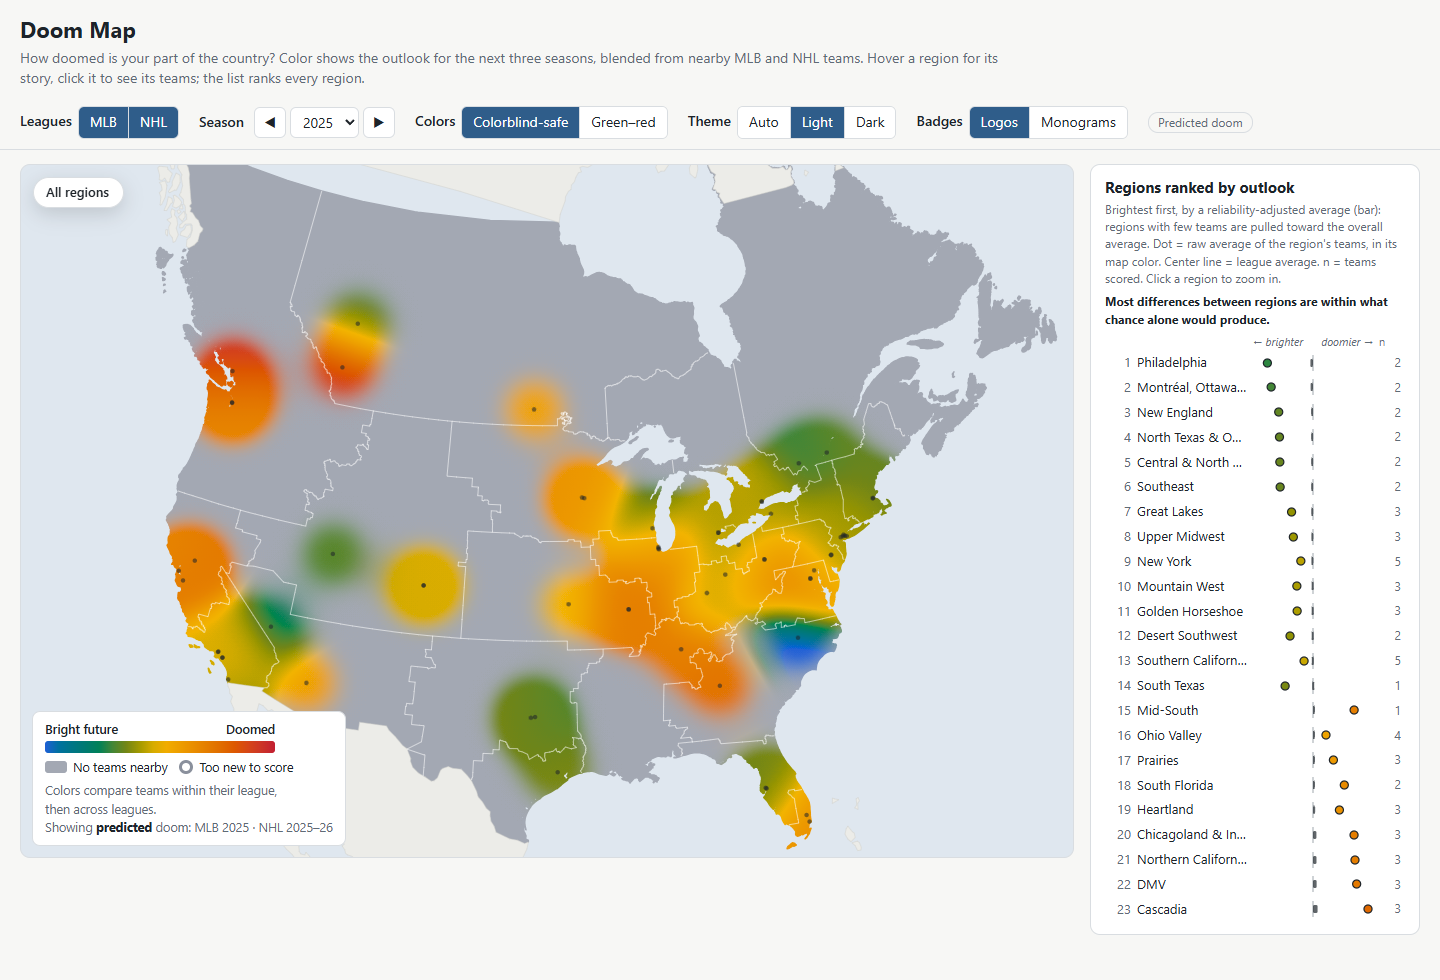 Doom Map
How doomed is your part of the country? Color shows the outlook for the next three seasons, blended from nearby MLB and NHL teams. Hover a region for its
story, click it to see its teams; the list ranks every region.
Leagues MLB NHL Season ◀ 2025 ▶ Colors Colorblind-safe Green–red Theme Auto Light Dark Badges Logos Monograms Predicted doom
All regions
Bright future Doomed
No teams nearby Too new to score
Colors compare teams within their league,
then across leagues.
Showing predicted doom: MLB 2025 · NHL 2025–26
Regions ranked by outlook
Brightest first, by a reliability-adjusted average (bar):
regions with few teams are pulled toward the overall
average. Dot = raw average of the region's teams, in its
map color. Center line = league average. n = teams
scored. Click a region to zoom in.
Most differences between regions are within what
chance alone would produce.
← brighter doomier → n
1 Philadelphia 2
2 Montréal, Ottawa... 2
3 New England 2
4 North Texas & O... 2
5 Central & North ... 2
6 Southeast 2
7 Great Lakes 3
8 Upper Midwest 3
9 New York 5
10 Mountain West 3
11 Golden Horseshoe 3
12 Desert Southwest 2
13 Southern Californ... 5
14 South Texas 1
15 Mid-South 1
16 Ohio Valley 4
17 Prairies 3
18 South Florida 2
19 Heartland 3
20 Chicagoland & In... 3
21 Northern Californ... 3
22 DMV 3
23 Cascadia 3